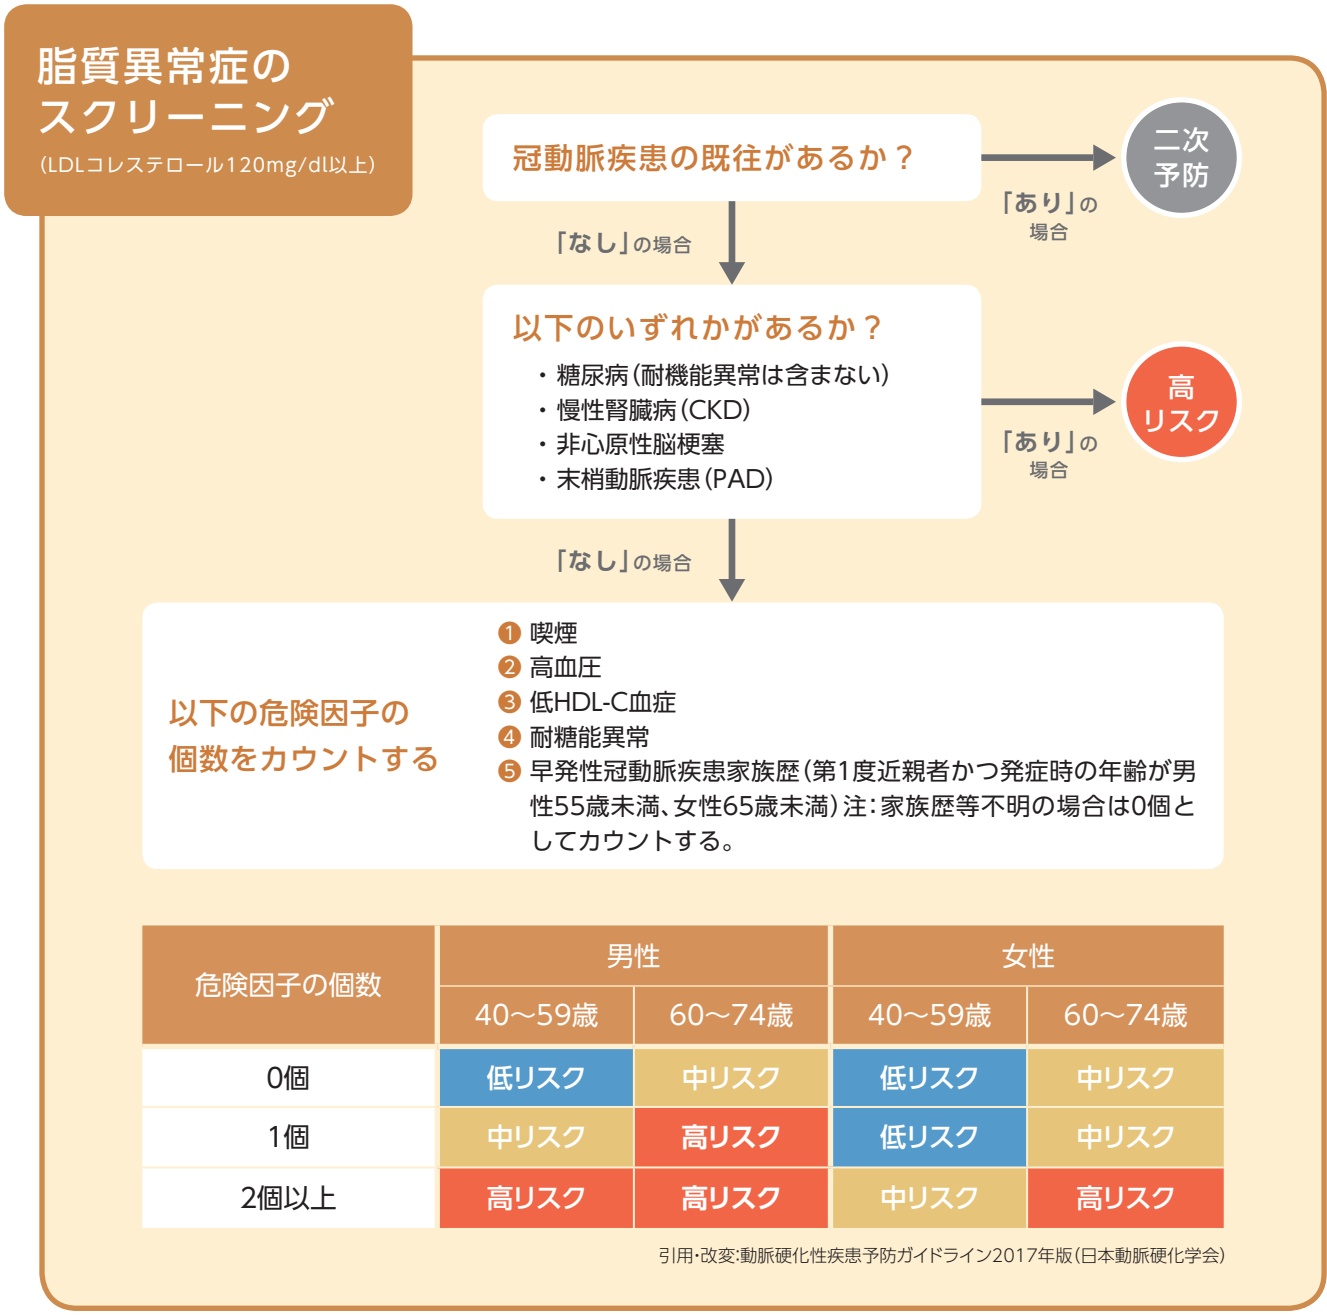 脂質異常症の
スクリーニング
(LDLコレステロール120mg/dl以上)
冠動脈疾患の既往があるか？
二次
予防
「あり」の
場合
「なし」の場合
以下のいずれかがあるか？
・糖尿病(耐機能異常は含まない)
・慢性腎臓病(CKD)
・非心原性脳梗塞
・末梢動脈疾患(PAD)
高
リスク
「あり」の
場合
「なし」の場合
以下の危険因子の
個数をカウントする
❶ 喫煙
❷ 高血圧
❸ 低HDL-C血症
❹ 耐糖能異常
❺ 早発性冠動脈疾患家族歴(第1度近親者かつ発症時の年齢が男
性55歳未満、女性65歳未満)注：家族歴等不明の場合は0個と
してカウントする。
危険因子の個数 男性 女性
40〜59歳 60〜74歳 40〜59歳 60〜74歳
0個 低リスク 中リスク 低リスク 中リスク
1個 中リスク 高リスク 低リスク 中リスク
2個以上 高リスク 高リスク 中リスク 高リスク
引用・改変:動脈硬化性疾患予防ガイドライン2017年版(日本動脈硬化学会)